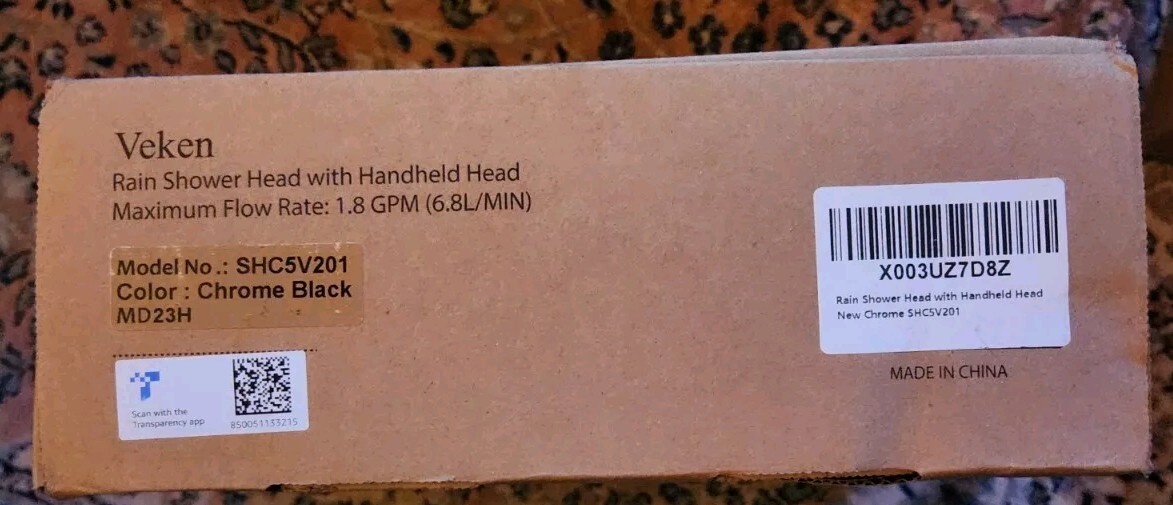 Veken
Rain Shower Head with Handheld Head
Maximum Flow Rate: 1.8 GPM (6.8L/MIN)
Model No.: SHC5V201
Color : Chrome Black
MD23H
Scan with the
Transparency app
850051133215
X003UZ7D8Z
Rain Shower Head with Handheld Head
New Chrome SHC5V201
MADE IN CHINA